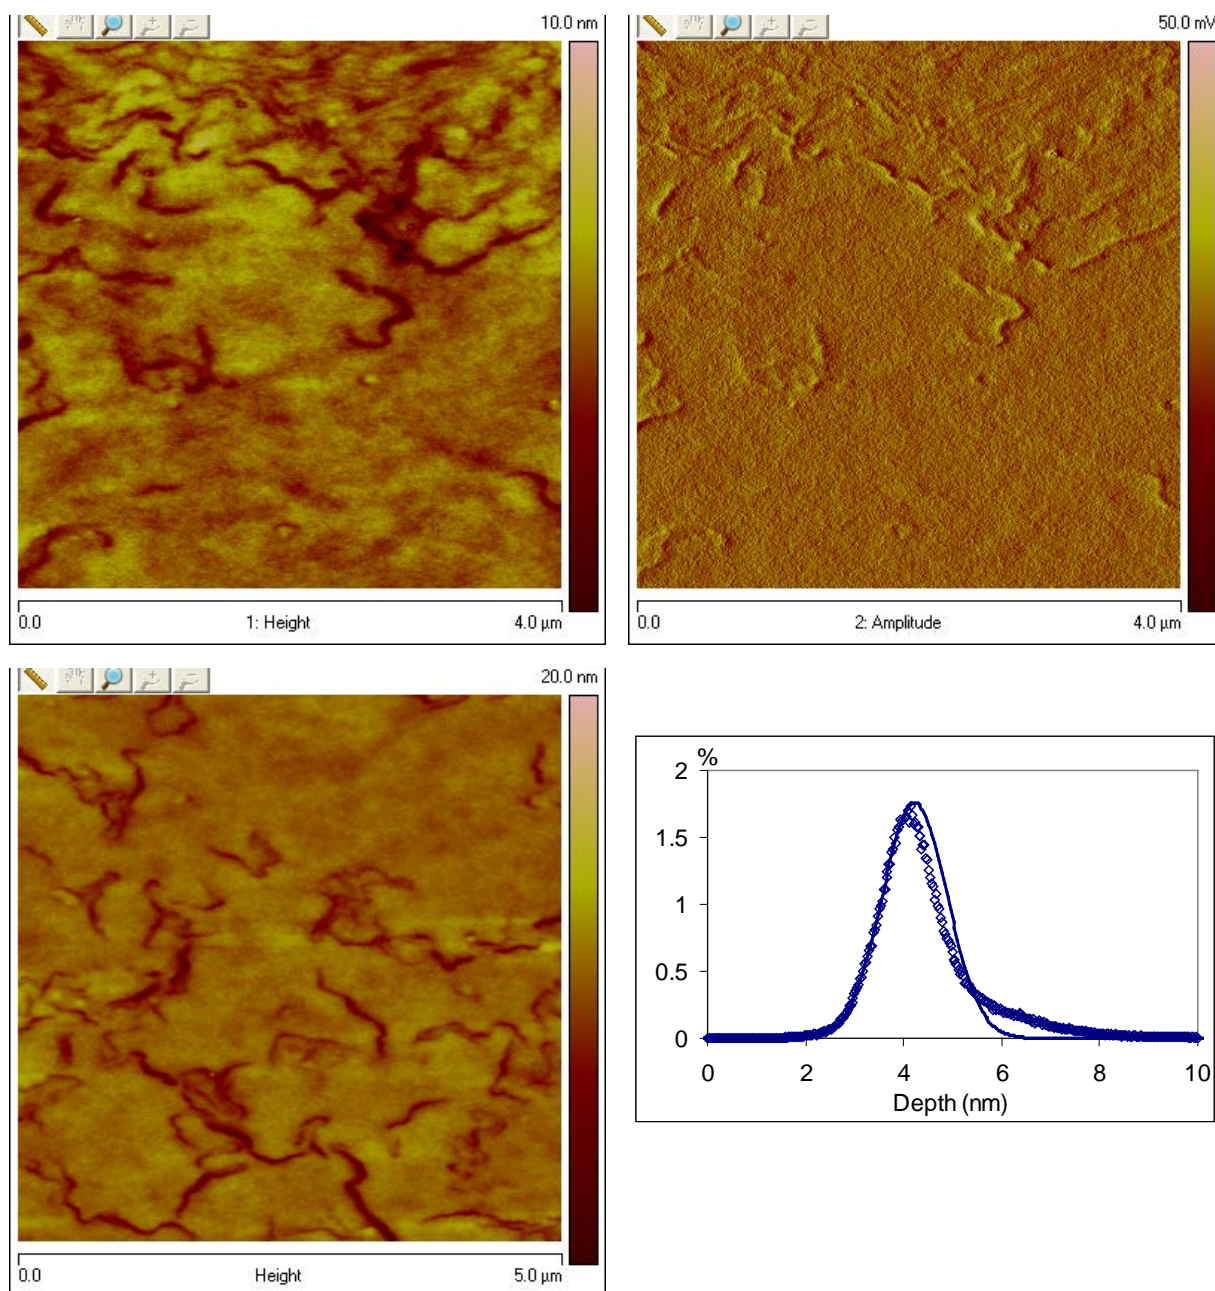 10.0 nm
0.0 1: Height 4.0 µm
50.0 mV
0.0 2: Amplitude 4.0 µm
20.0 nm
0.0 Height 5.0 µm
%
2
1.5
1
0.5
0
0 2 4 6 8 10
Depth (nm)